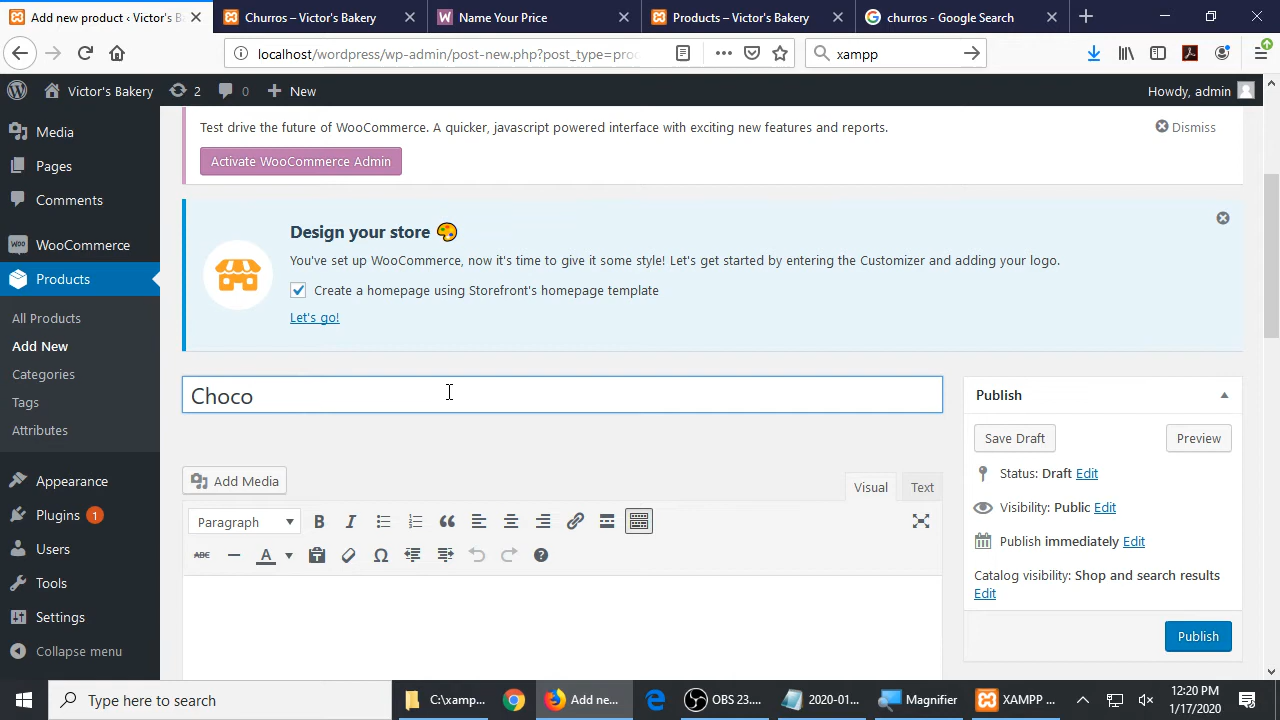 Add new product ‹ Victor's B
Churros – Victor's Bakery
Name Your Price
Products – Victor's Bakery
churros - Google Search
localhost/wordpress/wp-admin/post-new.php?post_type=pro
xampp
Victor's Bakery
2
0
New
Howdy, admin
Media
Pages
Comments
WooCommerce
Products
All Products
Add New
Categories
Tags
Attributes
Appearance
Plugins 1
Users
Tools
Settings
Collapse menu
Test drive the future of WooCommerce. A quicker, javascript powered interface with exciting new features and reports.
Dismiss
Activate WooCommerce Admin
Design your store
You've set up WooCommerce, now it's time to give it some style! Let's get started by entering the Customizer and adding your logo.
Create a homepage using Storefront's homepage template
Let's go!
Choco
Add Media
Visual
Text
Paragraph
B
I
ABC
A
Publish
Save Draft
Preview
Status: Draft Edit
Visibility: Public Edit
Publish immediately Edit
Catalog visibility: Shop and search results
Edit
Publish
Type here to search
C:\xamp...
Add ne...
OBS 23....
2020-01...
Magnifier
XAMPP ...
12:20 PM
1/17/2020